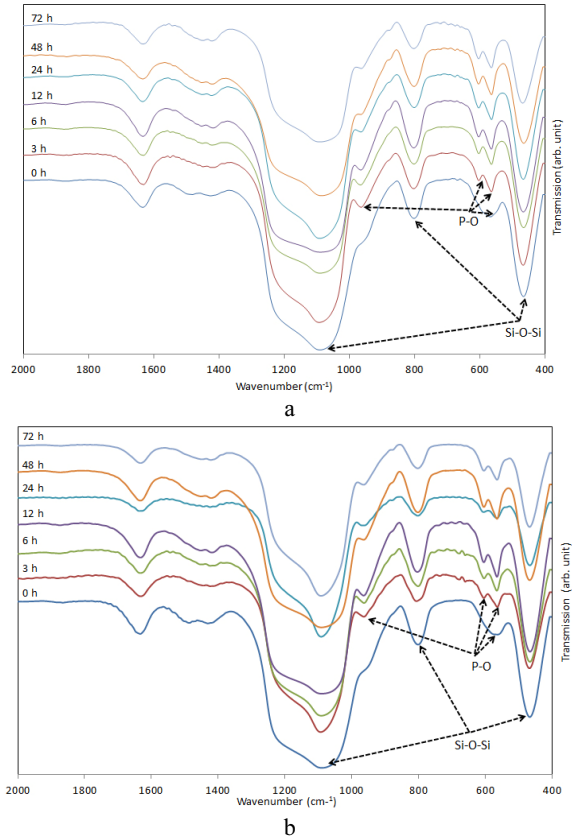 72 h
48 h
24 h
12 h
6 h
3 h
0 h
P-O
Si-O-Si
Transmission (arb. unit)
2000 1800 1600 1400 1200 1000 800 600 400
Wavenumber (cm-1)
a
72 h
48 h
24 h
12 h
6 h
3 h
0 h
P-O
Si-O-Si
Transmission (arb. unit)
2000 1800 1600 1400 1200 1000 800 600 400
Wavenumber (cm-1)
b